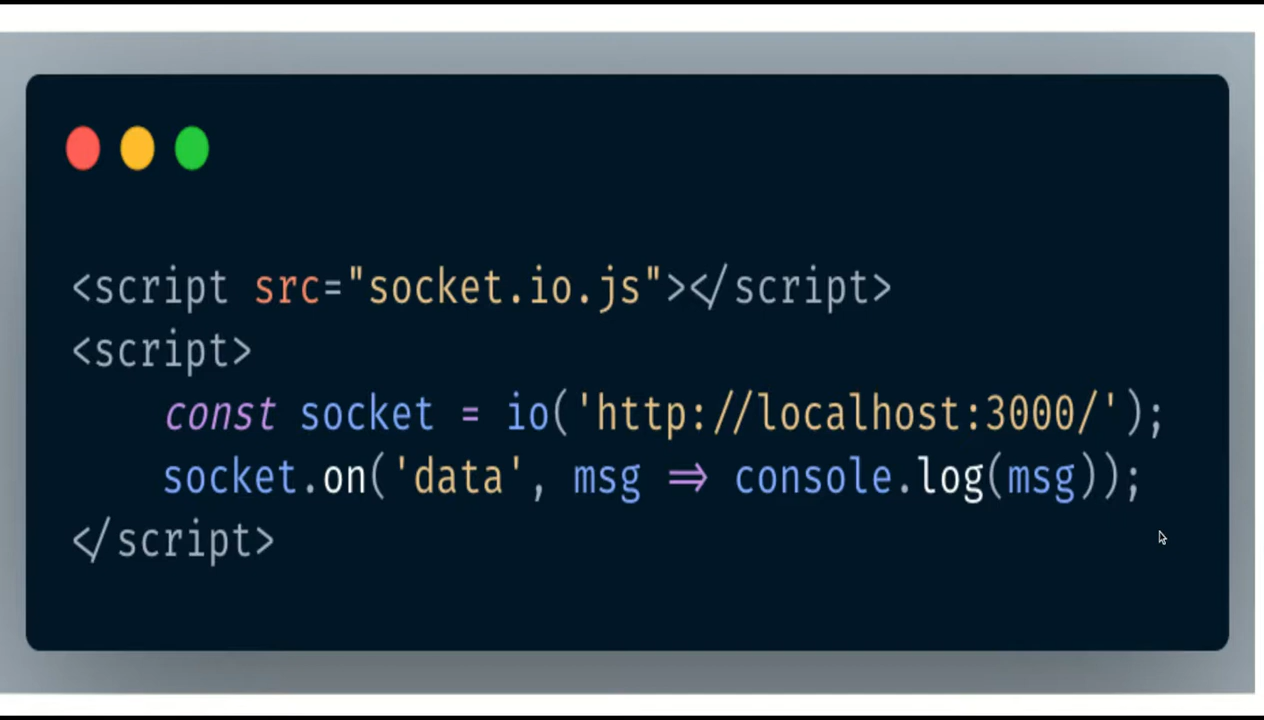 <script src="socket.io.js"></script>
<script>
    const socket = io('http://localhost:3000/');
    socket.on('data', msg => console.log(msg));
</script>